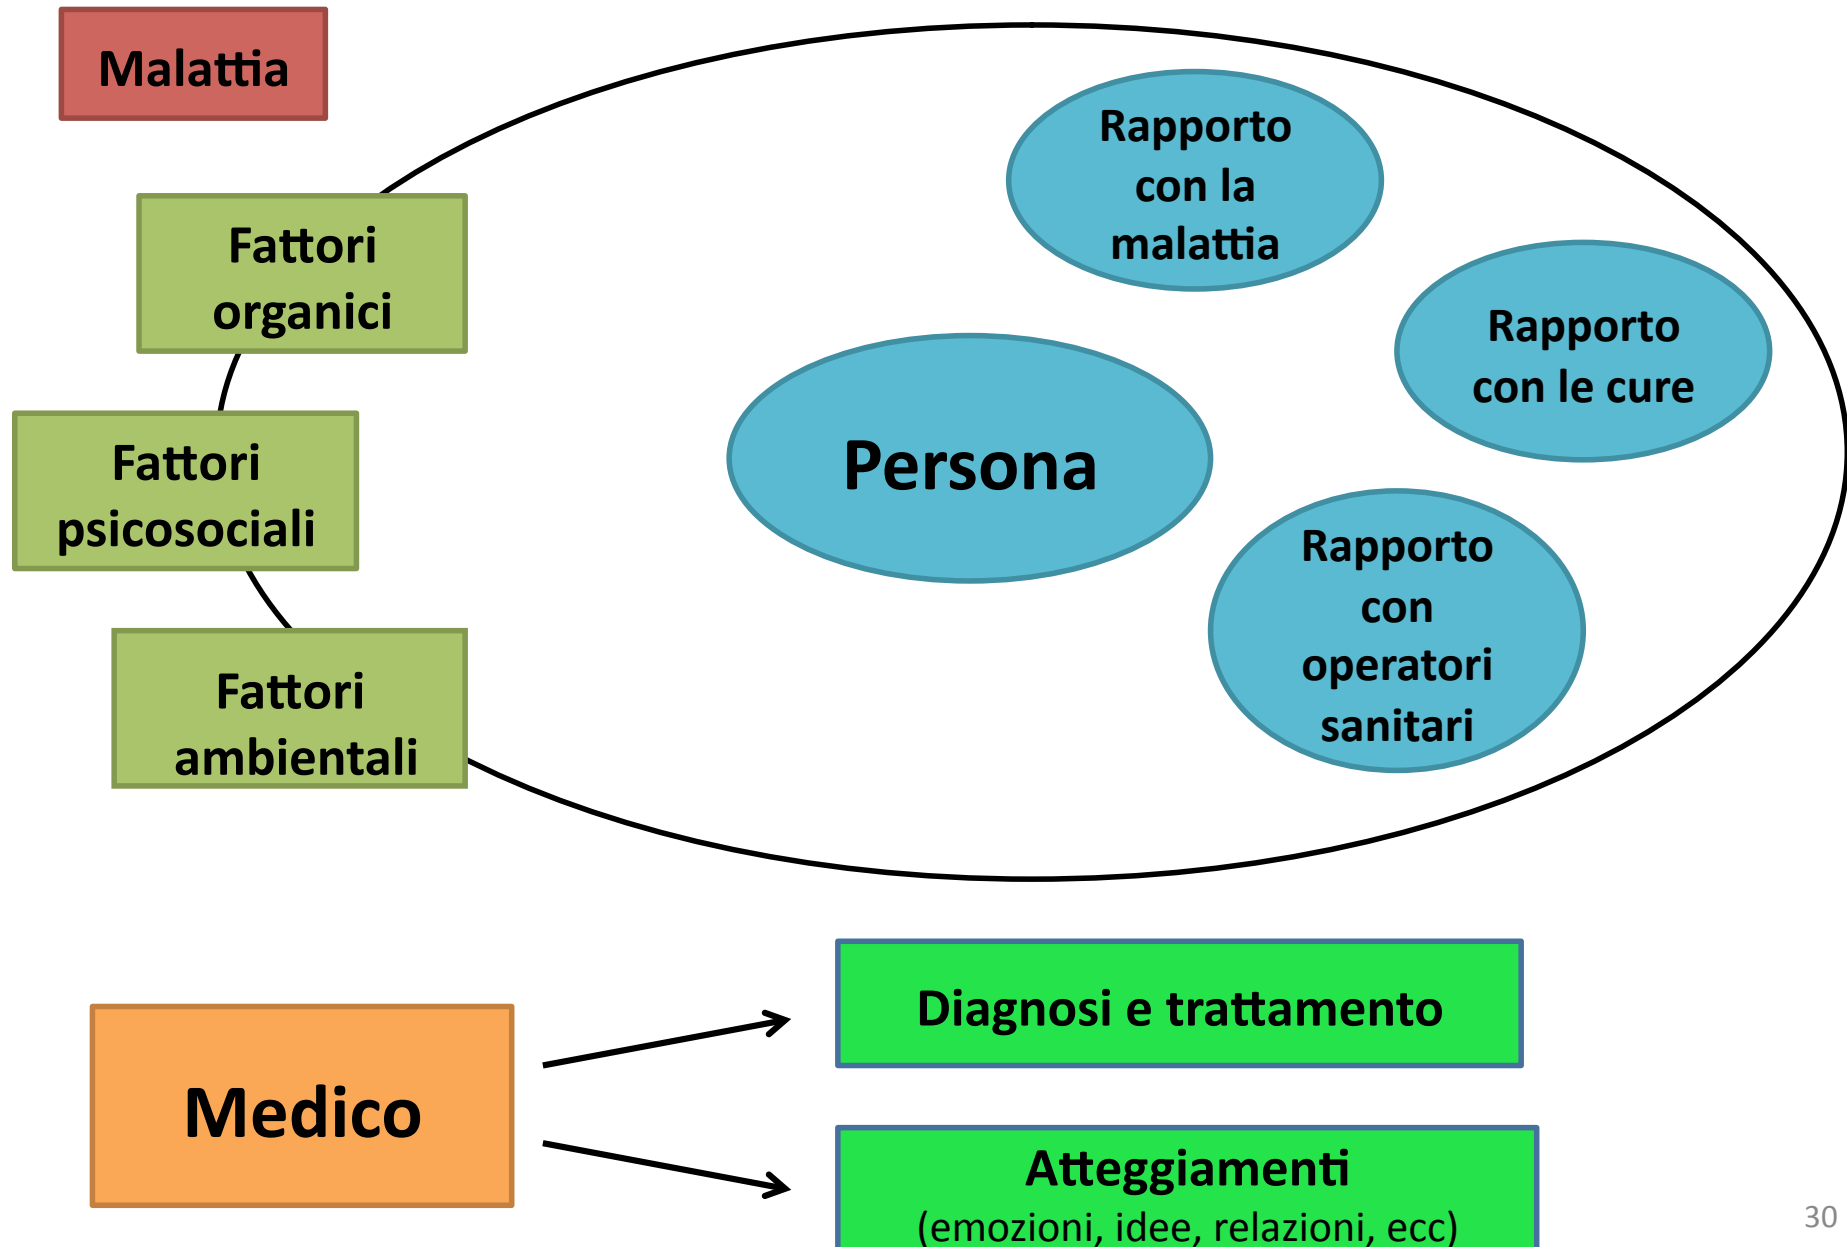 Malattia
Fattori
organici
Fattori
psicosociali
Fattori
ambientali
Persona
Rapporto
con la
malattia
Rapporto
con le cure
Rapporto
con
operatori
sanitari
Medico
Diagnosi e trattamento
Atteggiamenti
(emozioni, idee, relazioni, ecc)
30